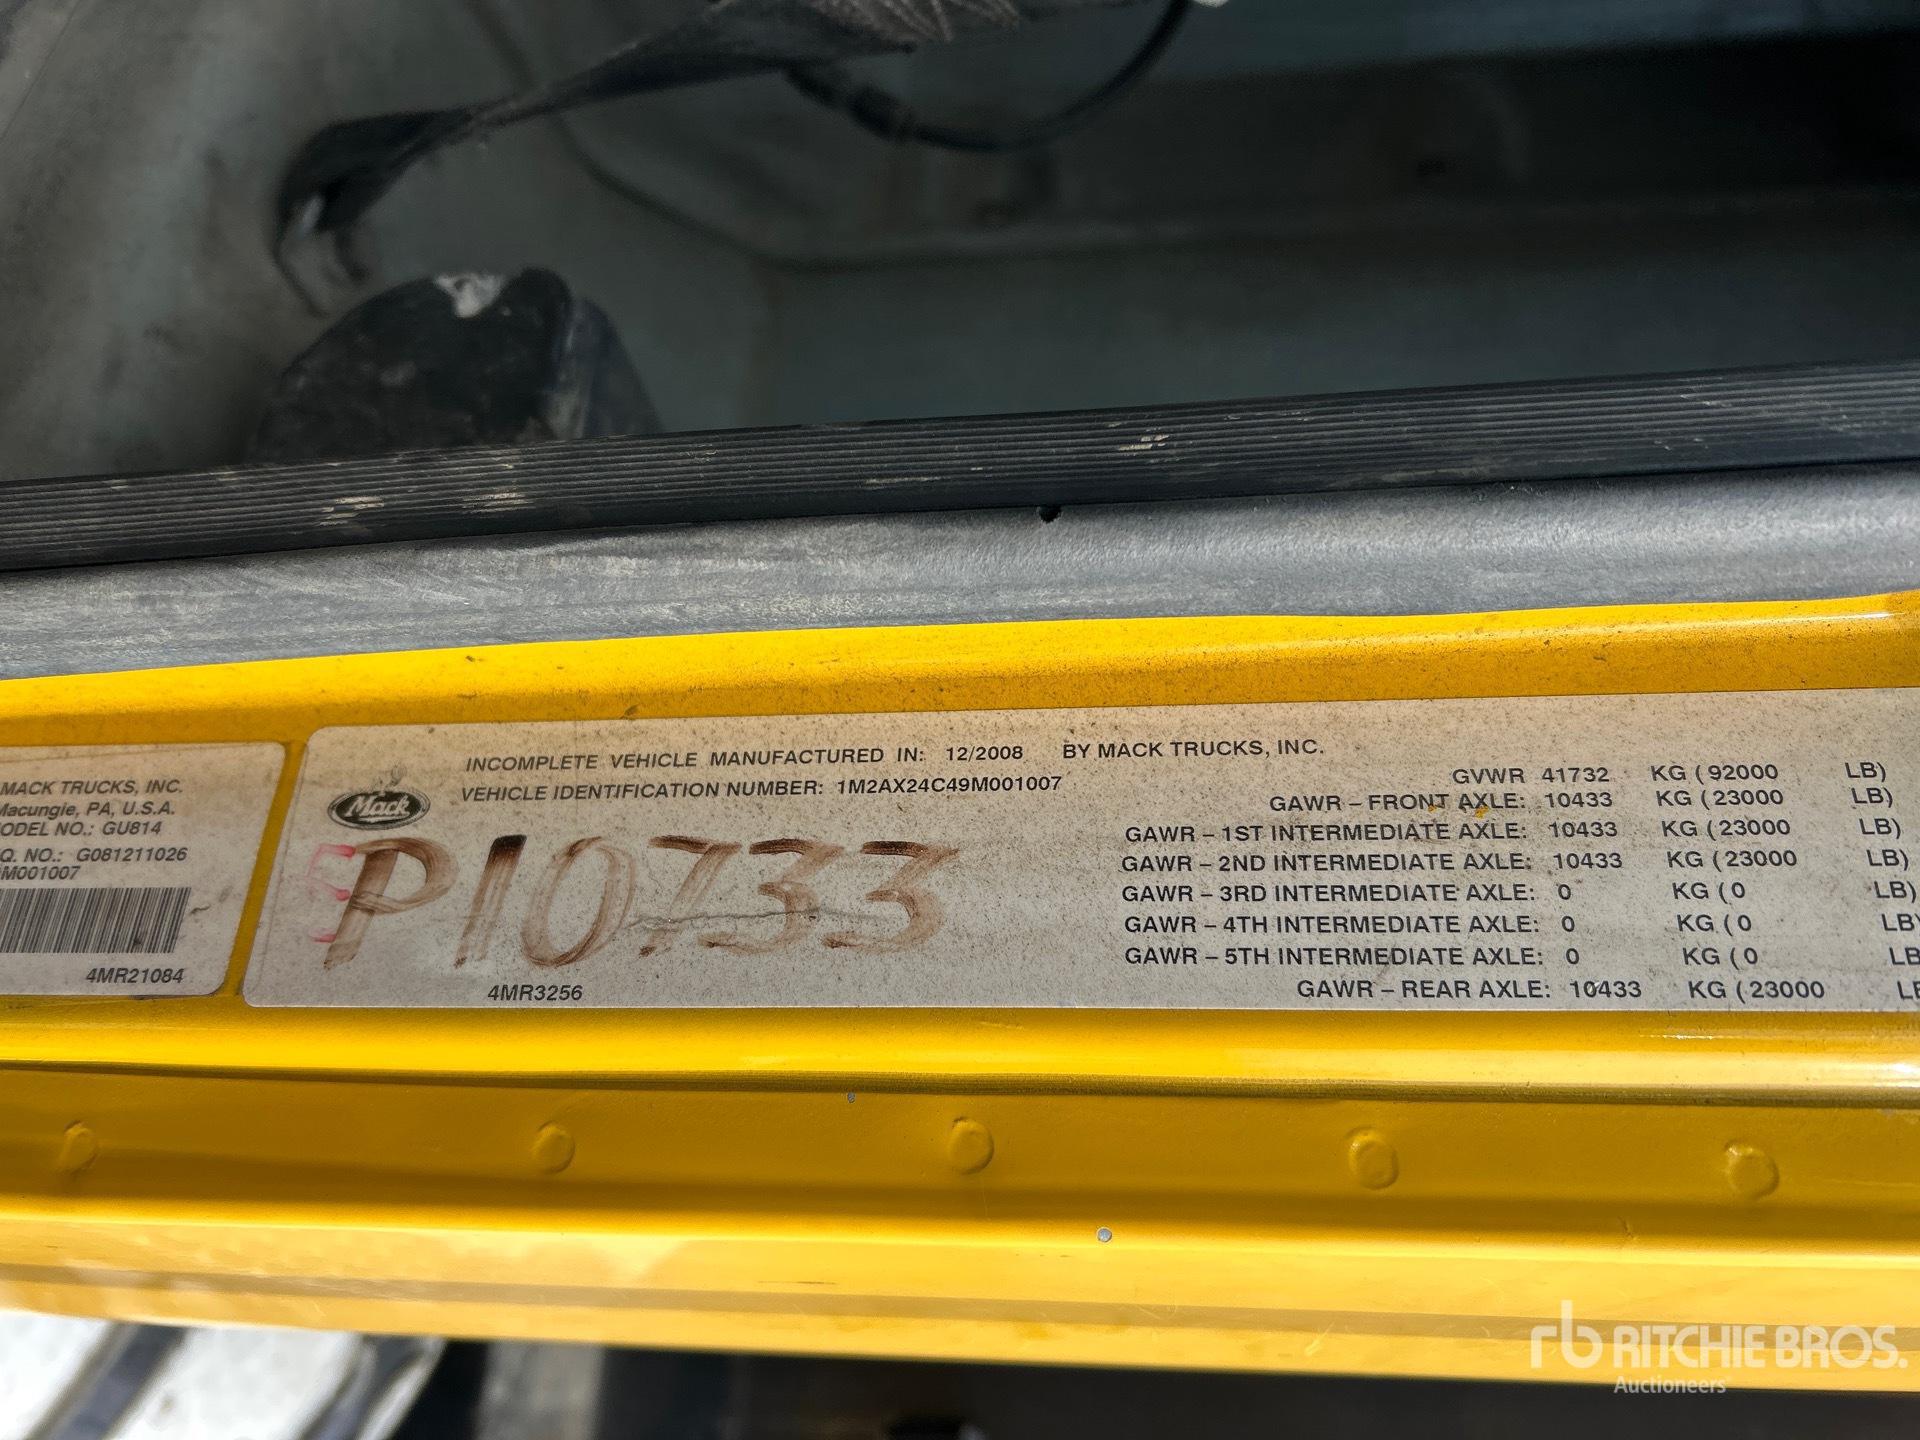 MACK TRUCKS, INC.
Macungie, PA, U.S.A.
ODEL NO.: GU814
Q. NO.: G081211026
M001007
4MR21084
INCOMPLETE VEHICLE MANUFACTURED IN: 12/2008 BY MACK TRUCKS, INC.
VEHICLE IDENTIFICATION NUMBER: 1M2AX24C49M001007
Mack
P10733
4MR3256
GVWR 41732 KG ( 92000 LB)
GAWR – FRONT AXLE: 10433 KG ( 23000 LB)
GAWR – 1ST INTERMEDIATE AXLE: 10433 KG ( 23000 LB)
GAWR – 2ND INTERMEDIATE AXLE: 10433 KG ( 23000 LB)
GAWR – 3RD INTERMEDIATE AXLE: 0 KG ( 0 LB)
GAWR – 4TH INTERMEDIATE AXLE: 0 KG ( 0 LB)
GAWR – 5TH INTERMEDIATE AXLE: 0 KG ( 0 LB
GAWR – REAR AXLE: 10433 KG ( 23000 LB
rb RITCHIE BROS.
Auctioneers